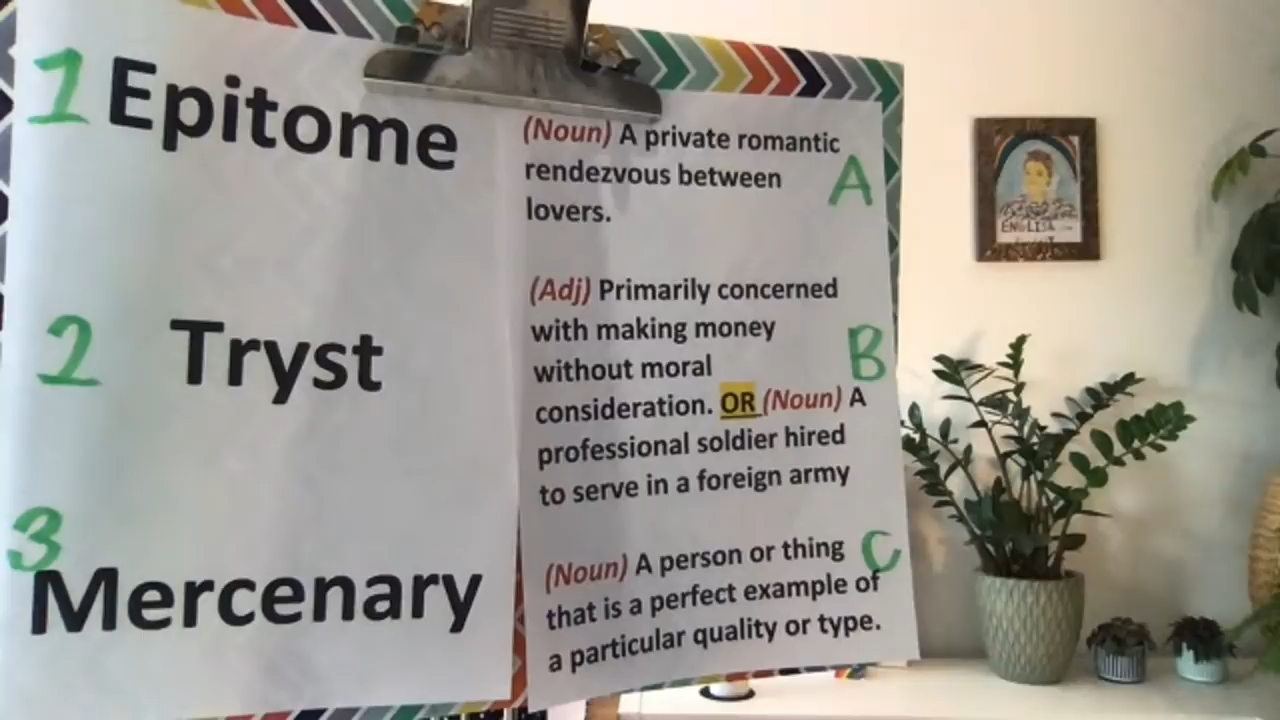 1 Epitome
(Noun) A private romantic
rendezvous between
lovers.
A
2 Tryst
(Adj) Primarily concerned
with making money
without moral
consideration. OR (Noun) A
professional soldier hired
to serve in a foreign army
B
3
Mercenary
(Noun) A person or thing
that is a perfect example of
a particular quality or type.
C
ENGLISH